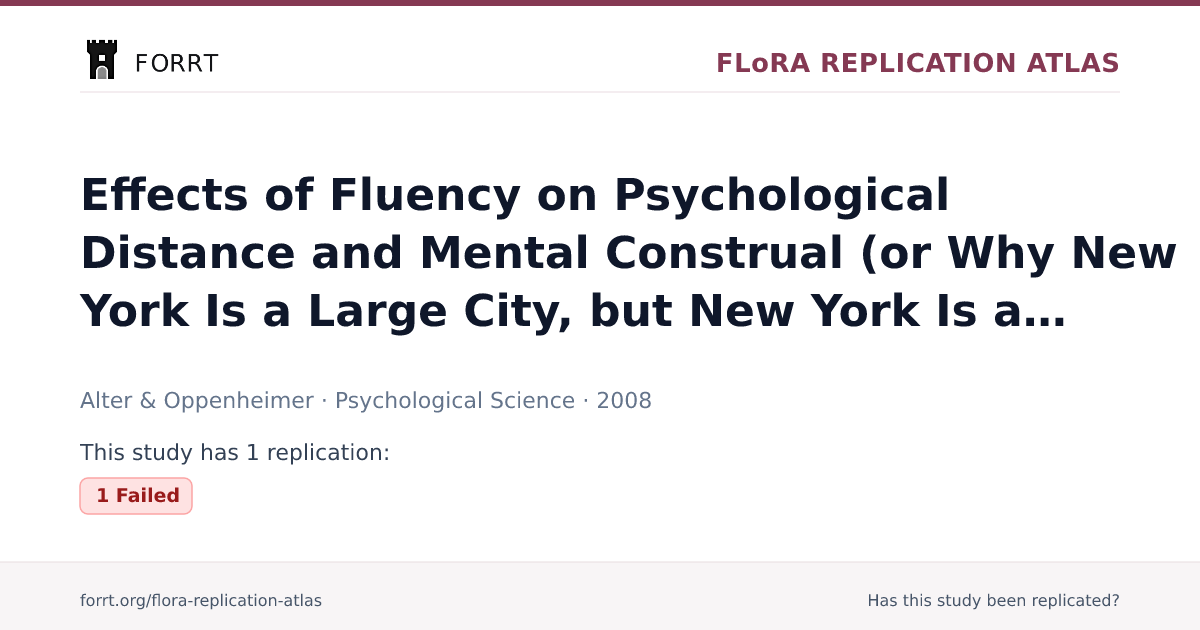 FORRT
FLoRA REPLICATION ATLAS
Effects of Fluency on Psychological
Distance and Mental Construal (or Why New
York Is a Large City, but New York Is a…
Alter & Oppenheimer · Psychological Science · 2008
This study has 1 replication:
1 Failed
forrt.org/flora-replication-atlas
Has this study been replicated?